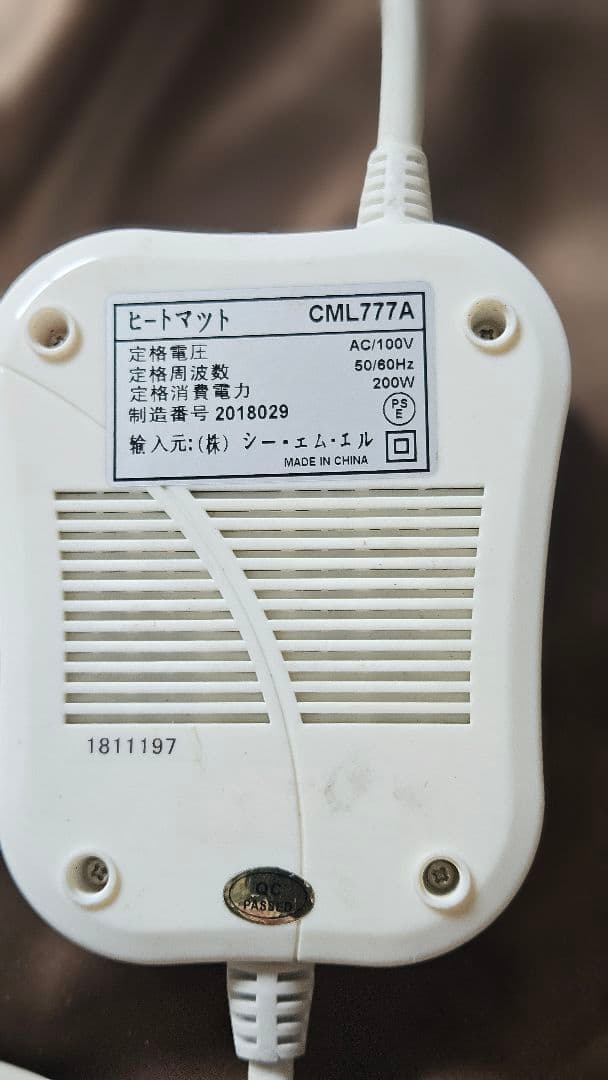 ヒートマット CML777A
定格電圧 AC/100V
定格周波数 50/60Hz
定格消費電力 200W
制造番号 2018029
PS
E
輸入元:(株) シー・エム・エル
MADE IN CHINA
1811197
QC
PASSED